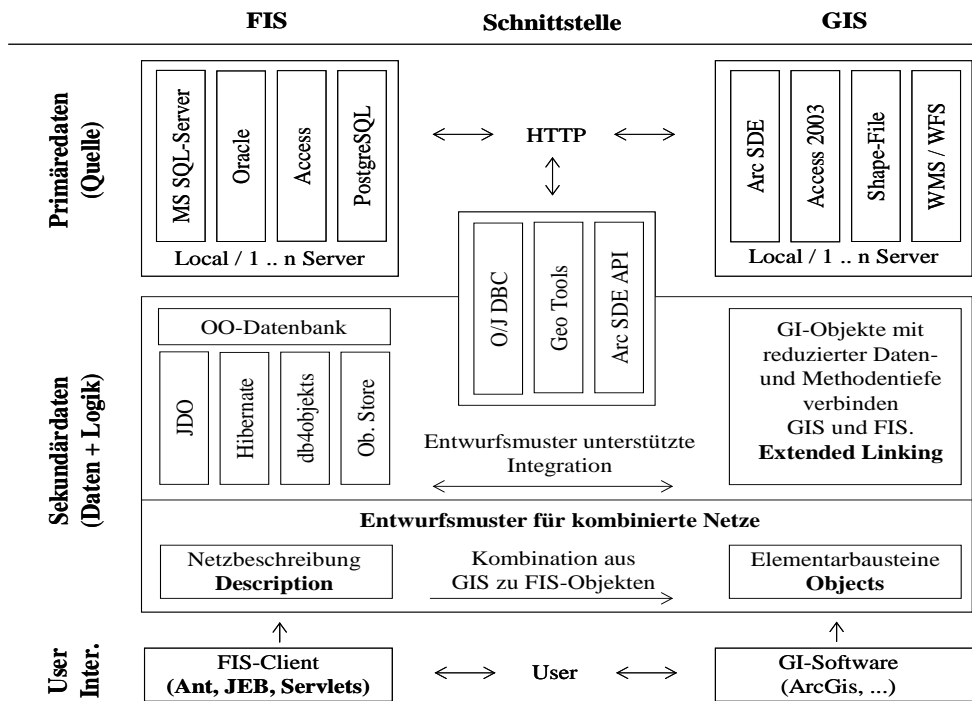 FIS
Schnittstelle
GIS
Primäredaten
(Quelle)
MS SQL-Server
Oracle
Access
PostgreSQL
Local / 1 .. n Server
HTTP
Arc SDE
Access 2003
Shape-File
WMS / WFS
Local / 1 .. n Server
O/J DBC
Geo Tools
Arc SDE API
Sekundärdaten
(Daten + Logik)
OO-Datenbank
JDO
Hibernate
db4objekts
Ob. Store
Entwurfsmuster unterstützte
Integration
GI-Objekte mit
reduzierter Daten-
und Methodentiefe
verbinden
GIS und FIS.
Extended Linking
Entwurfsmuster für kombinierte Netze
Netzbeschreibung
Description
Kombination aus
GIS zu FIS-Objekten
Elementarbausteine
Objects
User
Inter.
FIS-Client
(Ant, JEB, Servlets)
User
GI-Software
(ArcGis, ...)